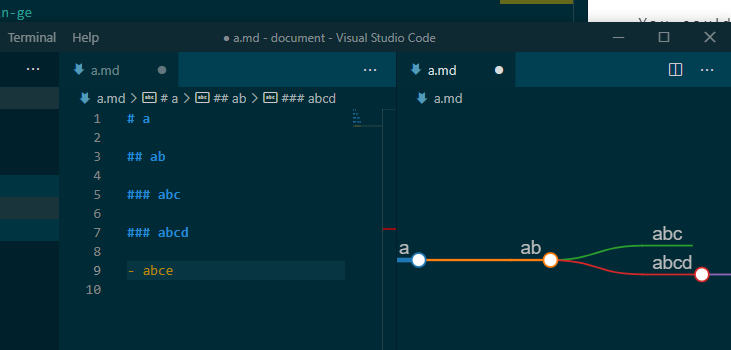 n-ge
You could
Terminal Help ● a.md - document - Visual Studio Code
a.md ● ··· a.md ● ···
a.md > # a > ## ab > ### abcd a.md
1 # a
2
3 ## ab
4
5 ### abc
6
7 ### abcd
8
9 - abce
10
a ab abc
abcd